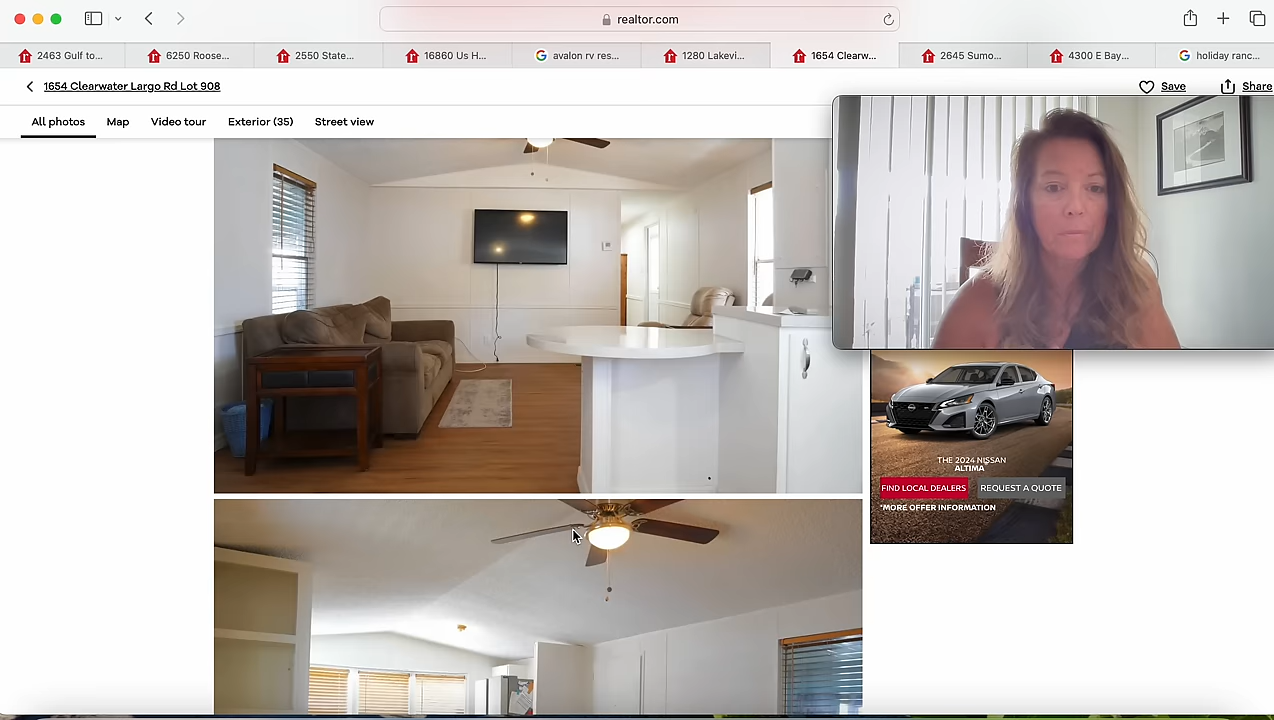 realtor.com
2463 Gulf to...
6250 Roose...
2550 State...
16860 Us H...
avalon rv res...
1280 Lakevi...
1654 Clearw...
2645 Sumo...
4300 E Bay...
holiday ranc...
1654 Clearwater Largo Rd Lot 908
Save
Share
All photos
Map
Video tour
Exterior (35)
Street view
THE 2024 NISSAN
ALTIMA
FIND LOCAL DEALERS
REQUEST A QUOTE
*MORE OFFER INFORMATION